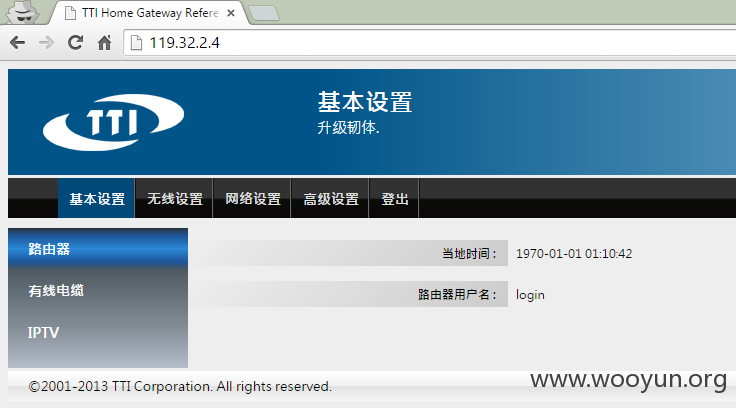 TTI Home Gateway Refere
119.32.2.4
TTI
基本设置
升级韧体.
基本设置 无线设置 网络设置 高级设置 登出
路由器
当地时间 : 1970-01-01 01:10:42
有线电缆
路由器用户名 : login
IPTV
©2001-2013 TTI Corporation. All rights reserved.
www.wooyun.org